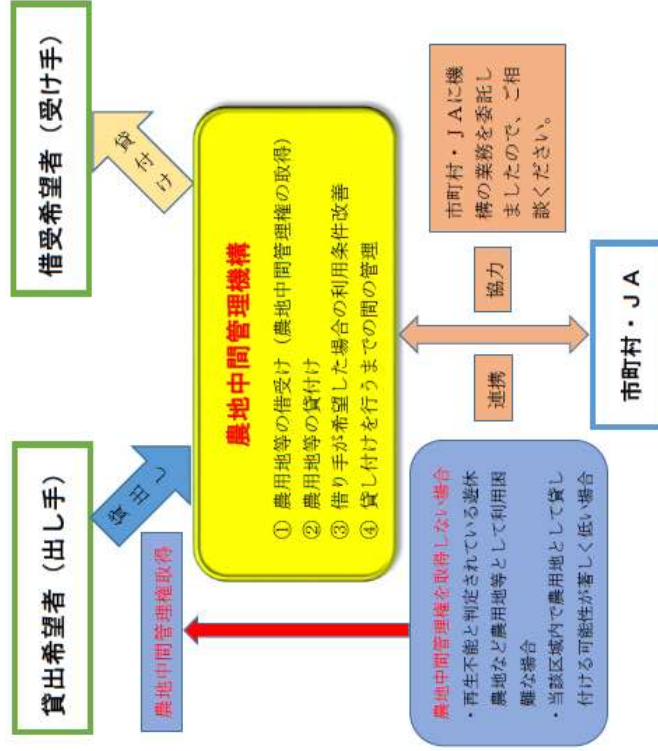 貸出希望者（出し手）
借受希望者（受け手）
貸出し
貸付け
農地中間管理権取得
農地中間管理機構
① 農用地等の借受け（農地中間管理権の取得）
② 農用地等の貸付け
③ 借り手が希望した場合の利用条件改善
④ 貸し付けを行うまでの間の管理
農地中間管理権を取得しない場合
・再生不能と判定されている遊休
農地など農用地等として利用困
難な場合
・当該区域内で農用地として貸し
付ける可能性が著しく低い場合
連携
協力
市町村・ＪＡに機
構の業務を委託し
ましたので、ご相
談ください。
市町村・ＪＡ